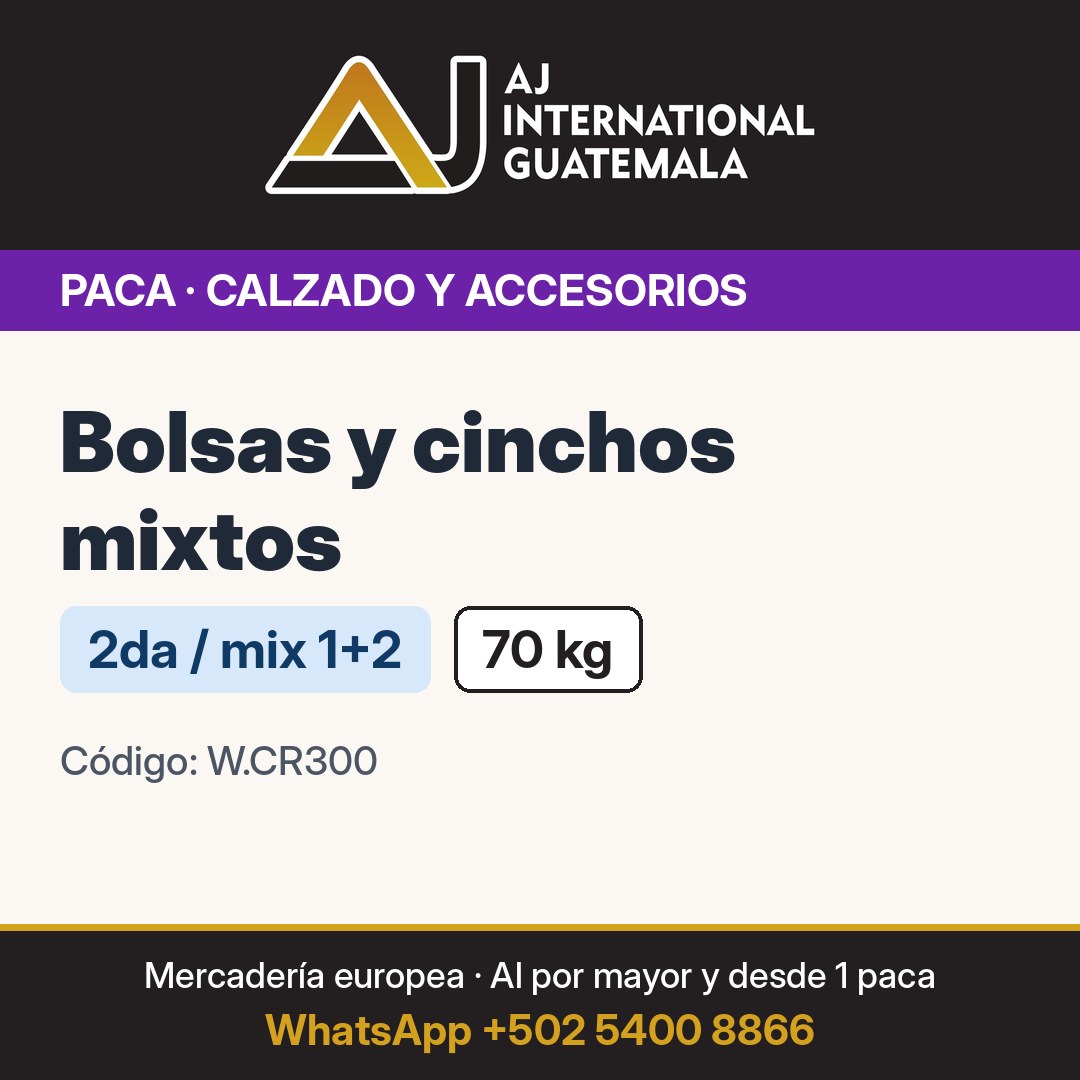 AJ
AJ
INTERNATIONAL
GUATEMALA
PACA · CALZADO Y ACCESORIOS
Bolsas y cinchos
mixtos
2da / mix 1+2
70 kg
Código: W.CR300
Mercadería europea · Al por mayor y desde 1 paca
WhatsApp +502 5400 8866